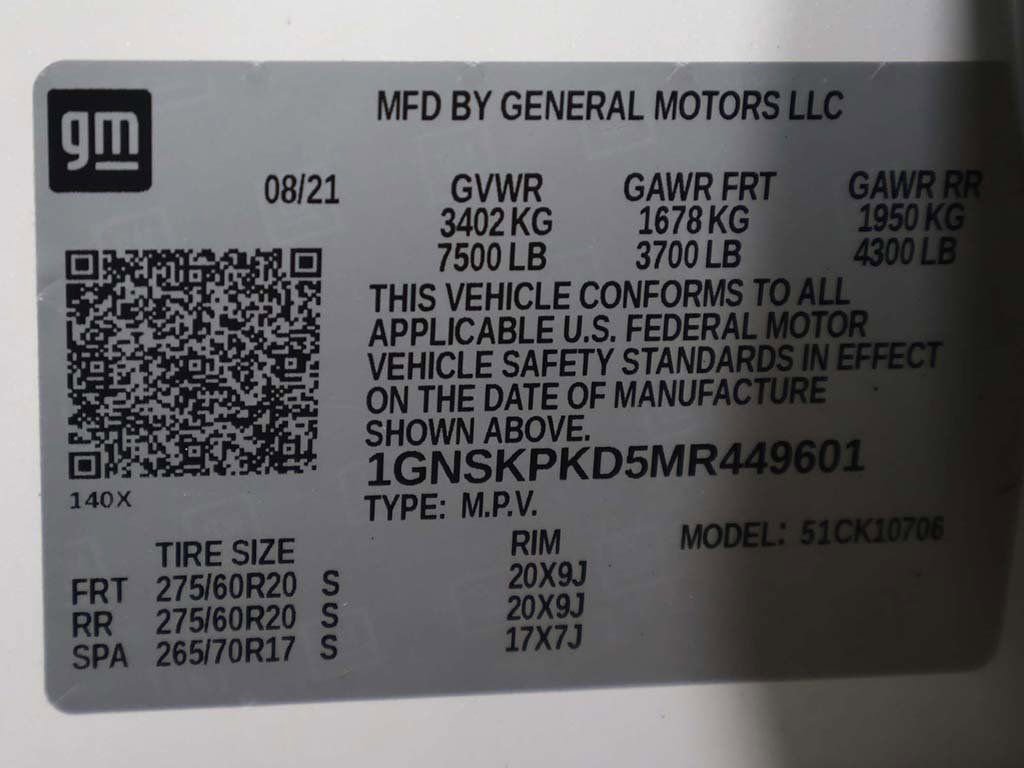 gm
MFD BY GENERAL MOTORS LLC
08/21 GVWR GAWR FRT GAWR RR
3402 KG 1678 KG 1950 KG
7500 LB 3700 LB 4300 LB
THIS VEHICLE CONFORMS TO ALL
APPLICABLE U.S. FEDERAL MOTOR
VEHICLE SAFETY STANDARDS IN EFFECT
ON THE DATE OF MANUFACTURE
SHOWN ABOVE.
1GNSKPKD5MR449601
140X
TYPE: M.P.V.
MODEL: 51CK10706
TIRE SIZE RIM
FRT 275/60R20 S 20X9J
RR 275/60R20 S 20X9J
SPA 265/70R17 S 17X7J